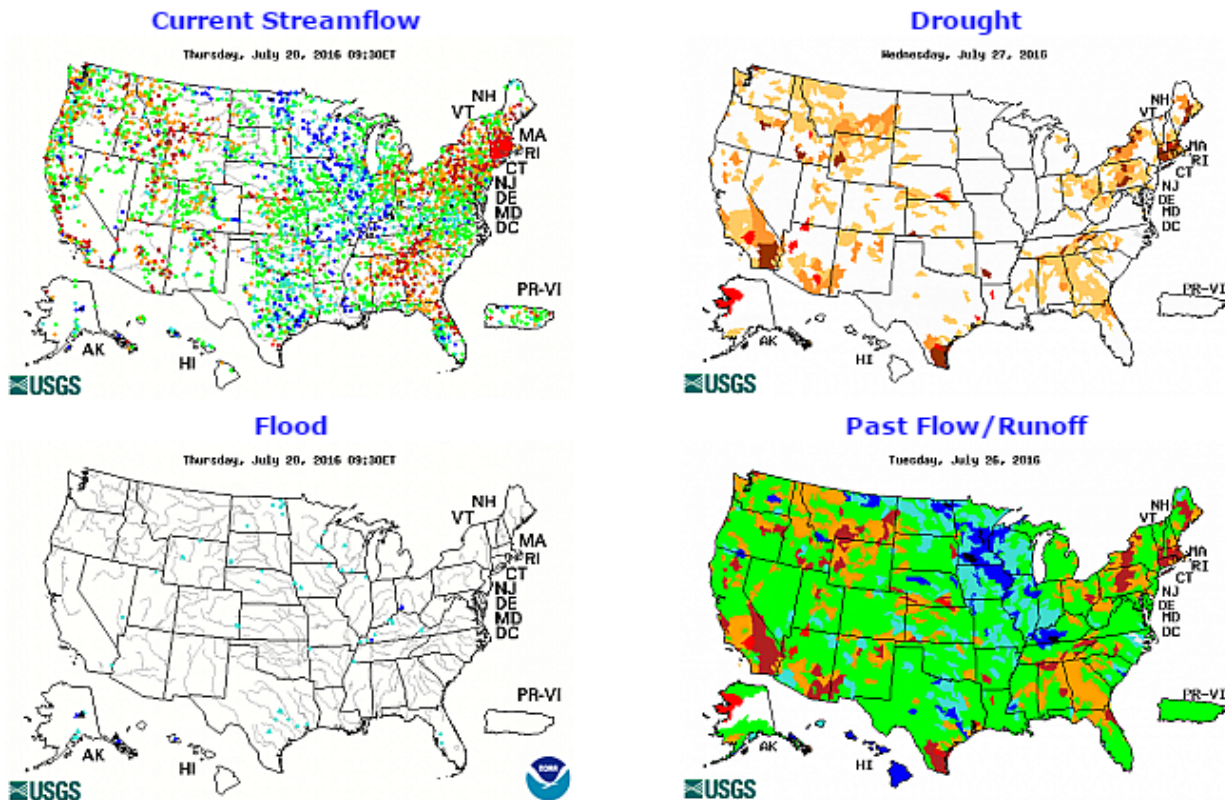 Current Streamflow
Thursday, July 28, 2016 09:30ET
NH
VT
MA
RI
CT
NJ
DE
MD
DC
PR-VI
AK
HI
USGS
Drought
Wednesday, July 27, 2016
NH
VT
MA
RI
CT
NJ
DE
MD
DC
PR-VI
AK
HI
USGS
Flood
Thursday, July 28, 2016 09:30ET
NH
VT
MA
RI
CT
NJ
DE
MD
DC
PR-VI
AK
HI
USGS
NOAA
Past Flow/Runoff
Tuesday, July 26, 2016
NH
VT
MA
RI
CT
NJ
DE
MD
DC
PR-VI
AK
HI
USGS